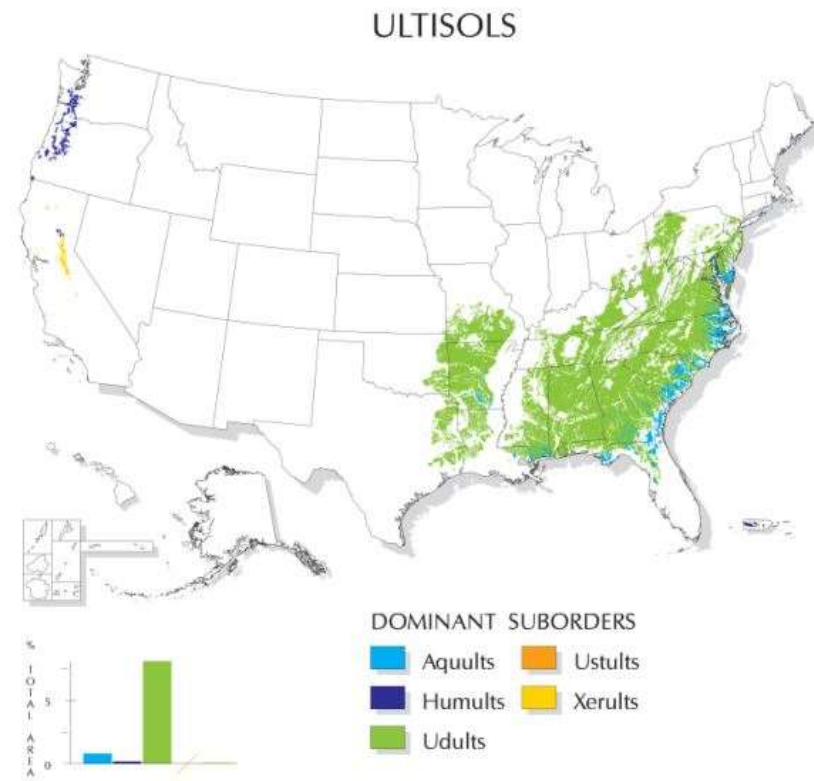 ULTISOLS
DOMINANT SUBORDERS
Aquults
Ustults
Humults
Xerults
Udults
% TOTAL AREA
5
0